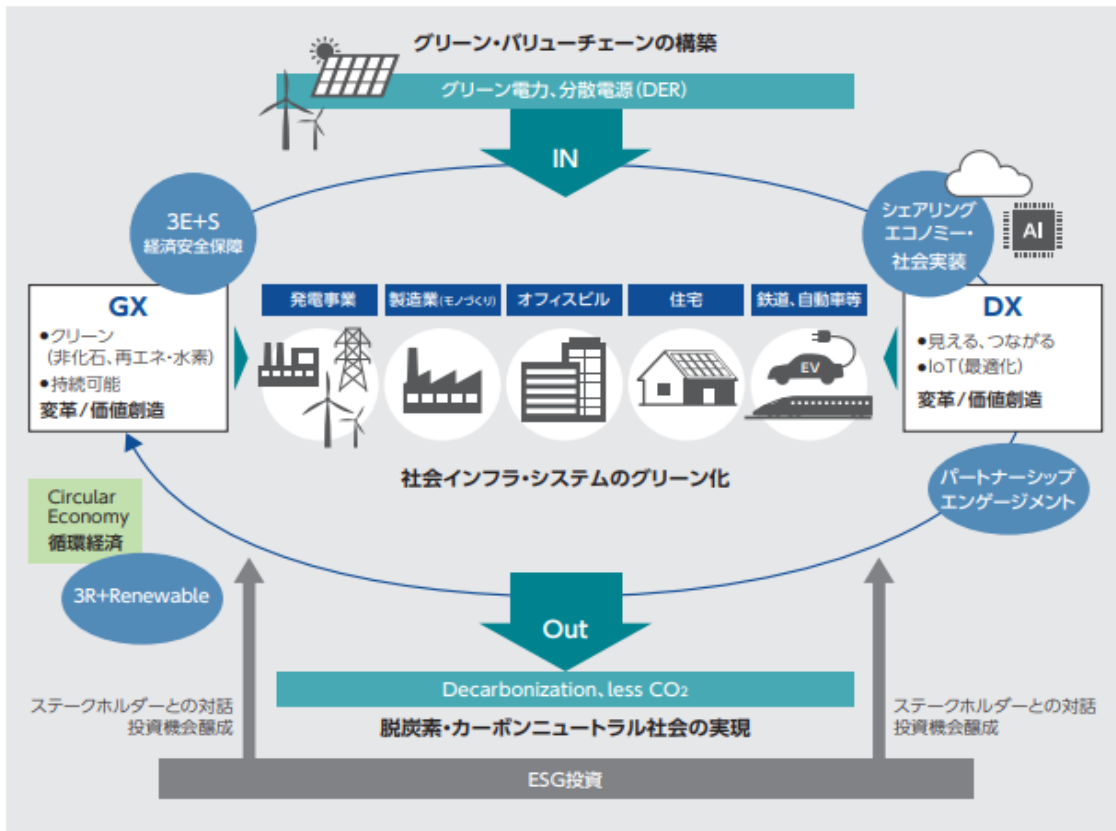 グリーン・バリューチェーンの構築
グリーン電力、分散電源(DER)
IN
3E+S
経済安全保障
シェアリング
エコノミー・
社会実装
AI
GX
●クリーン
(非化石、再エネ・水素)
●持続可能
変革/価値創造
発電事業
製造業(モノづくり)
オフィスビル
住宅
鉄道、自動車等
EV
DX
●見える、つながる
●IoT(最適化)
変革/価値創造
社会インフラ・システムのグリーン化
パートナーシップ
エンゲージメント
Circular
Economy
循環経済
3R+Renewable
Out
Decarbonization、less CO₂
脱炭素・カーボンニュートラル社会の実現
ステークホルダーとの対話
投資機会醸成
ステークホルダーとの対話
投資機会醸成
ESG投資